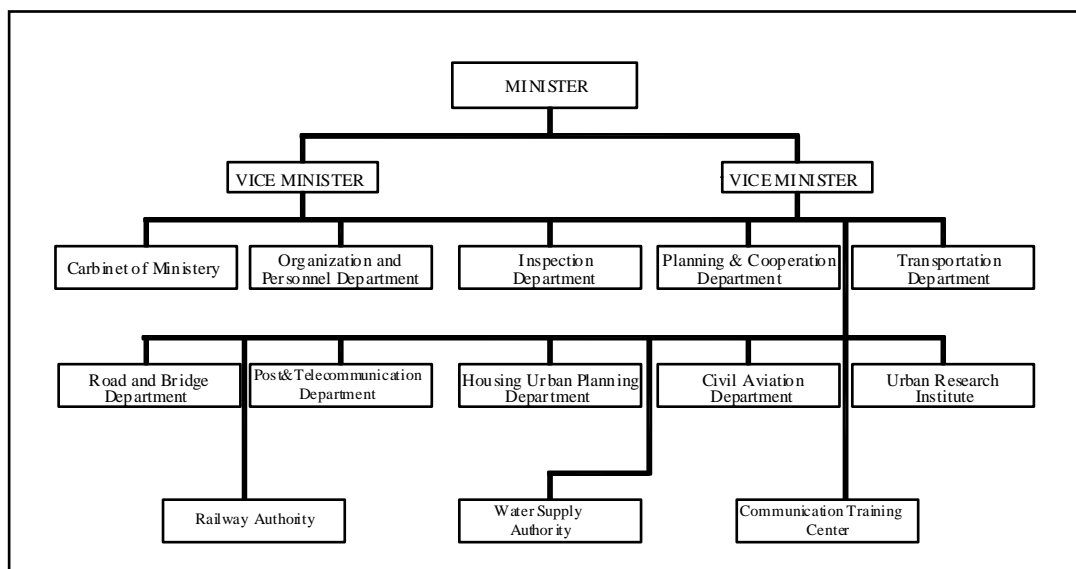 MINISTER
VICE MINISTER
VICE MINISTER
Carbinet of Ministery
Organization and
Personnel Department
Inspection
Department
Planning & Cooperation
Department
Transportation
Department
Road and Bridge
Department
Post&Telecommunication
Department
Housing Urban Planning
Department
Civil Aviation
Department
Urban Research
Institute
Railway Authority
Water Supply
Authority
Communication Training
Center